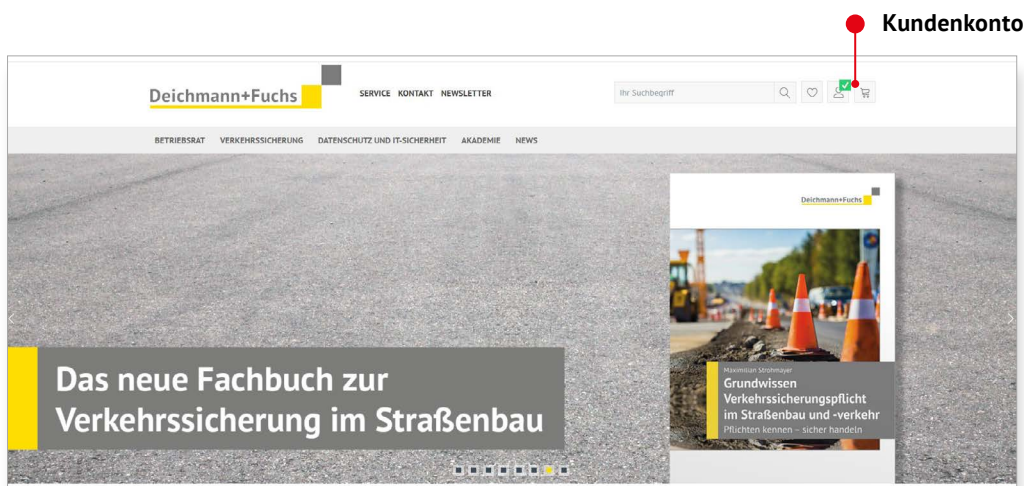 Kundenkonto
Deichmann+Fuchs
SERVICE KONTAKT NEWSLETTER
Ihr Suchbegriff
BETRIEBSRAT VERKEHRSSICHERUNG DATENSCHUTZ UND IT-SICHERHEIT AKADEMIE NEWS
Deichmann+Fuchs
Das neue Fachbuch zur
Verkehrssicherung im Straßenbau
Maximilian Strohmayer
Grundwissen
Verkehrssicherungspflicht
im Straßenbau und -verkehr
Pflichten kennen – sicher handeln